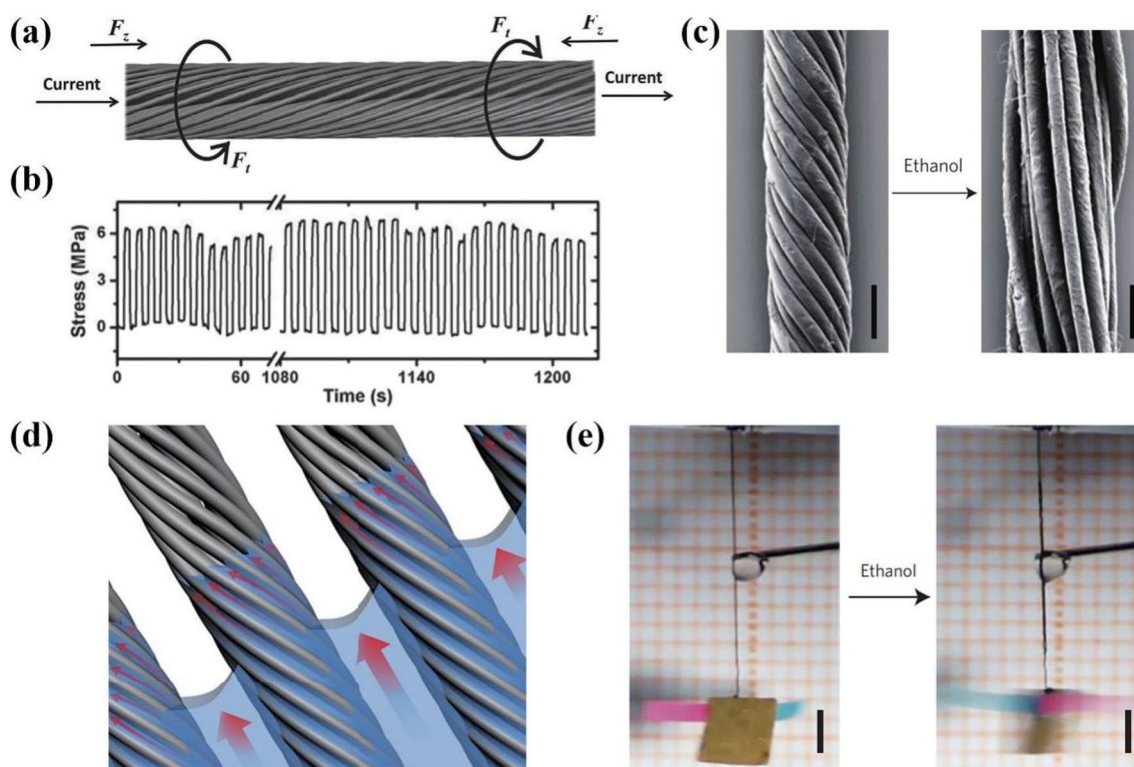 (a)
F_z
F_t
F_z
Current
Current
F_t
(b)
Stress (MPa)
6
3
0
0
60
1080
1140
1200
Time (s)
(c)
Ethanol
(d)
(e)
Ethanol